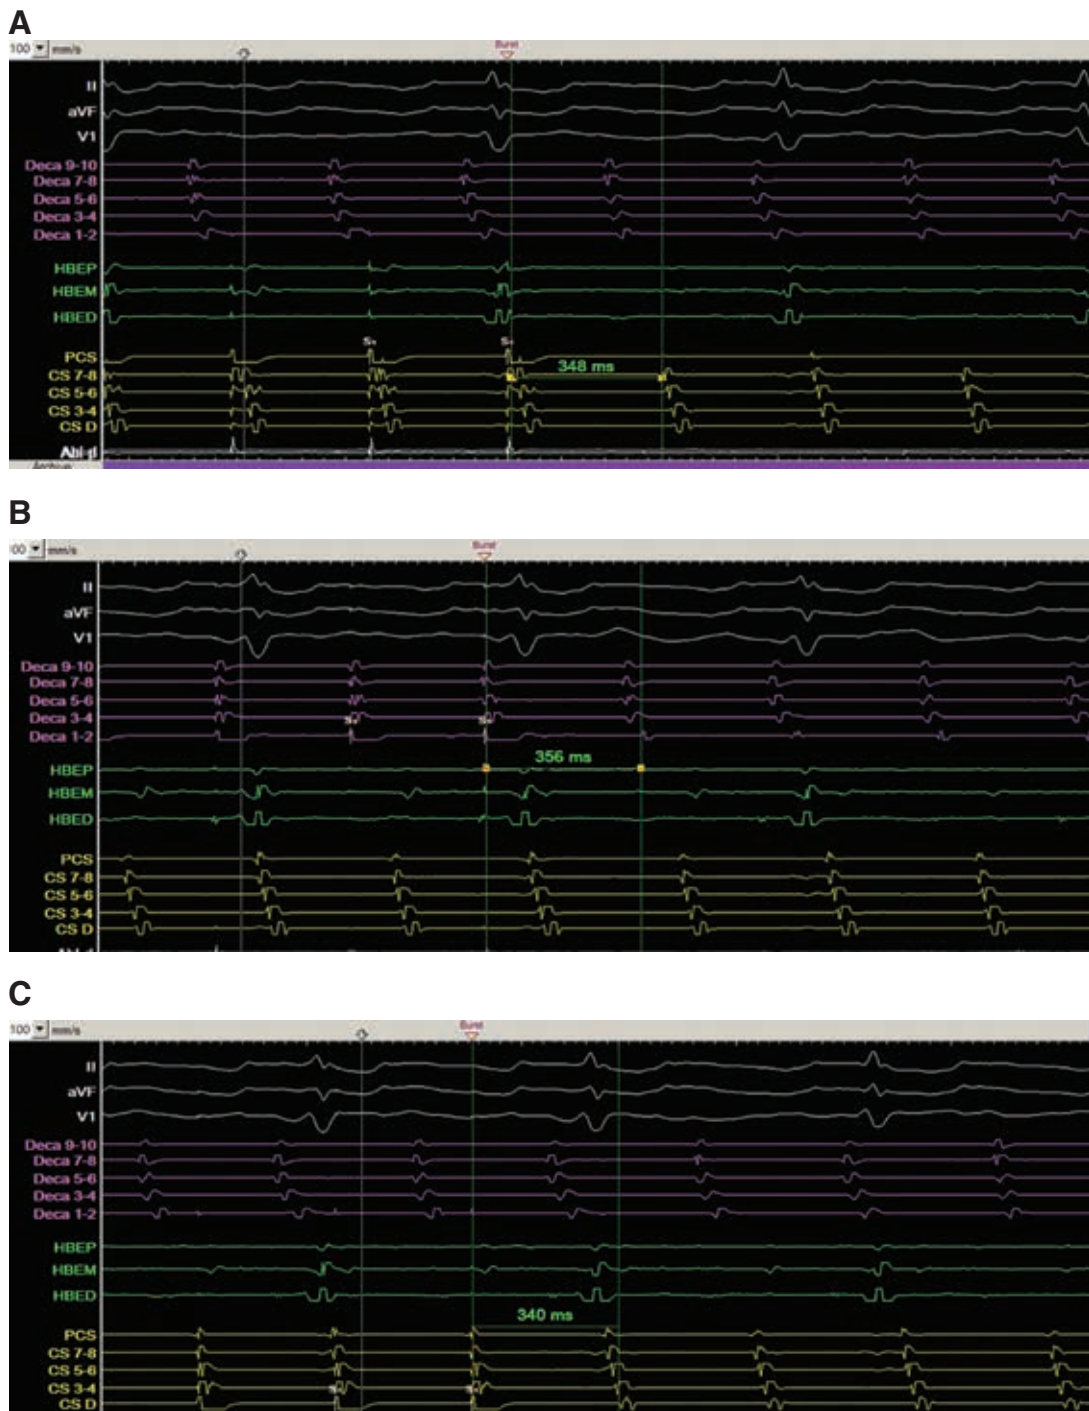 A
100 mm/s
Burst
II
aVF
V1
Deca 9-10
Deca 7-8
Deca 5-6
Deca 3-4
Deca 1-2
HBEP
HBEM
HBED
PCS
348 ms
CS 7-8
CS 5-6
CS 3-4
CS D
Abl d
B
00 mm/s
Burst
II
aVF
V1
Deca 9-10
Deca 7-8
Deca 5-6
Deca 3-4
Deca 1-2
356 ms
HBEP
HBEM
HBED
PCS
CS 7-8
CS 5-6
CS 3-4
CS D
C
100 mm/s
Burst
II
aVF
V1
Deca 9-10
Deca 7-8
Deca 5-6
Deca 3-4
Deca 1-2
HBEP
HBEM
HBED
340 ms
PCS
CS 7-8
CS 5-6
CS 3-4
CS D